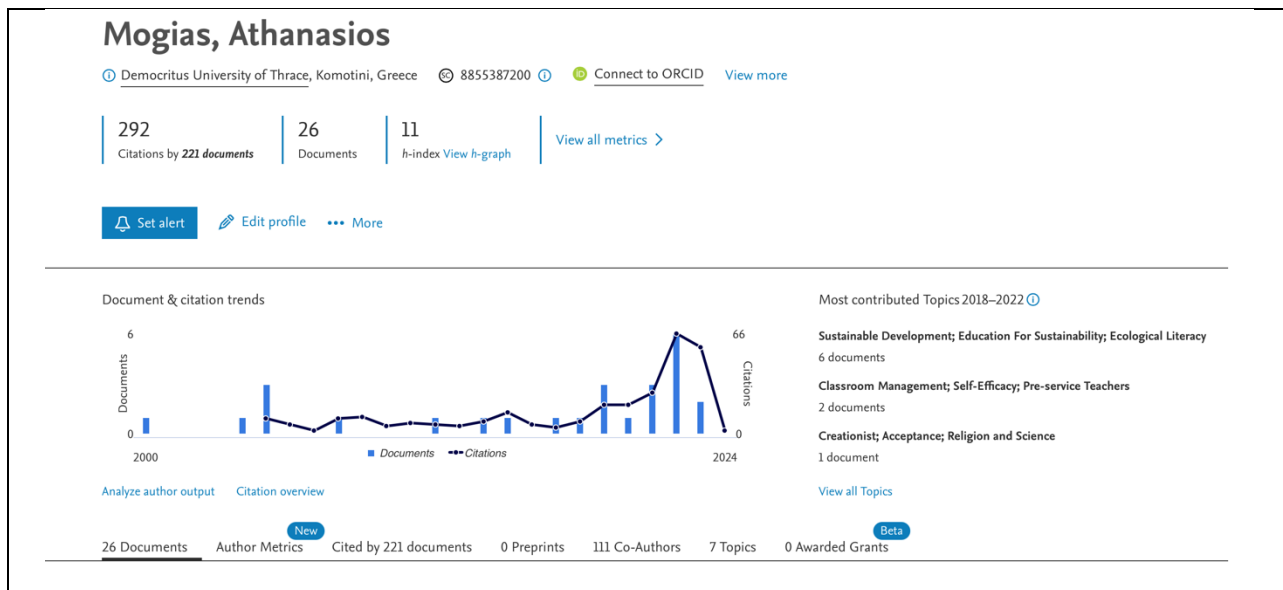 Mogias, Athanasios
Democritus University of Thrace, Komotini, Greece SC 8855387200 iD Connect to ORCID View more
292 26 11
Citations by 221 documents Documents h-index View h-graph View all metrics
Set alert Edit profile More
Document & citation trends
6 66
Documents
Citations
0 0
2000 2024
Documents Citations
Analyze author output Citation overview
Most contributed Topics 2018–2022
Sustainable Development; Education For Sustainability; Ecological Literacy
6 documents
Classroom Management; Self-Efficacy; Pre-service Teachers
2 documents
Creationist; Acceptance; Religion and Science
1 document
View all Topics
New Beta
26 Documents Author Metrics Cited by 221 documents 0 Preprints 111 Co-Authors 7 Topics 0 Awarded Grants